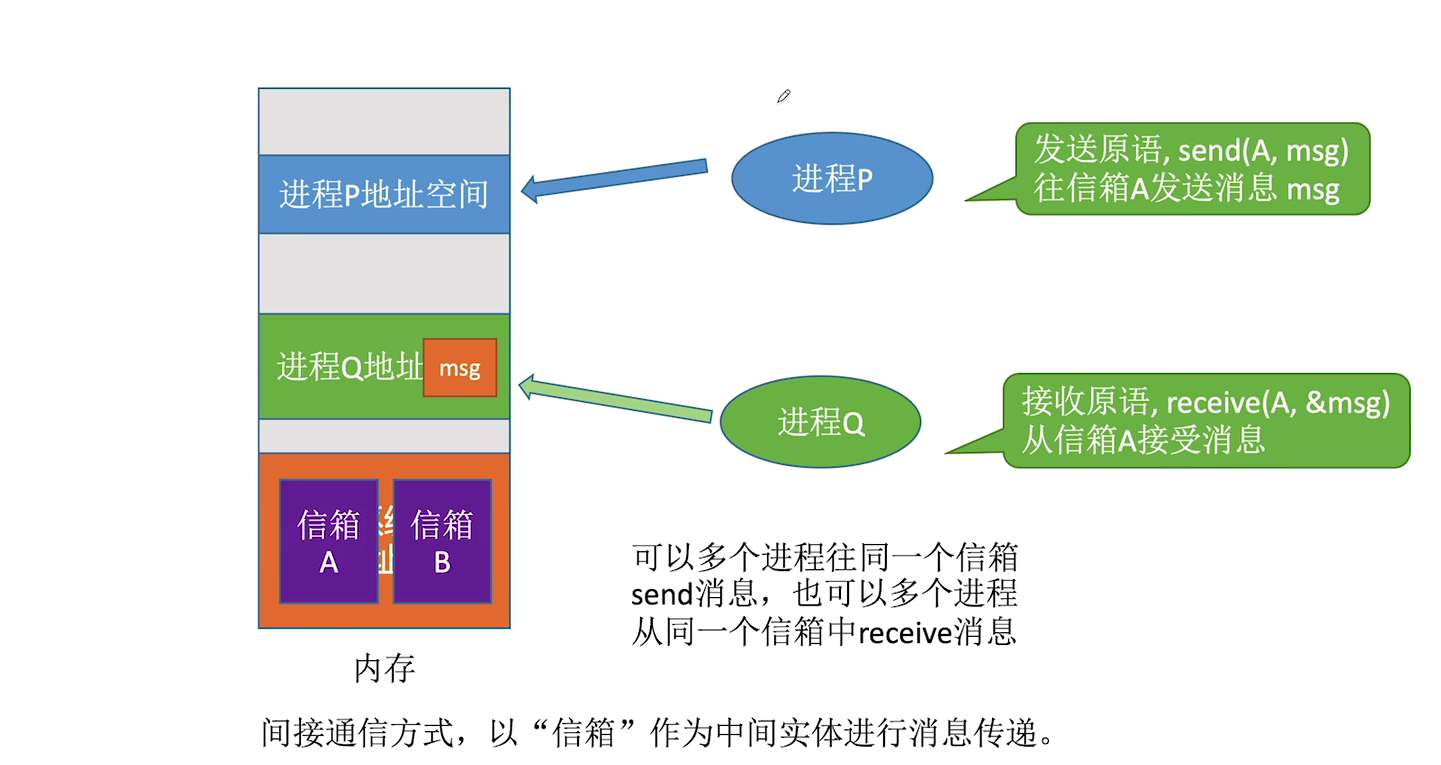 进程P地址空间
进程Q地址
msg
信箱
A
信箱
B
内存
进程P
发送原语, send(A, msg)
往信箱A发送消息 msg
进程Q
接收原语, receive(A, &msg)
从信箱A接受消息
可以多个进程往同一个信箱
send消息，也可以多个进程
从同一个信箱中receive消息
间接通信方式，以“信箱”作为中间实体进行消息传递。